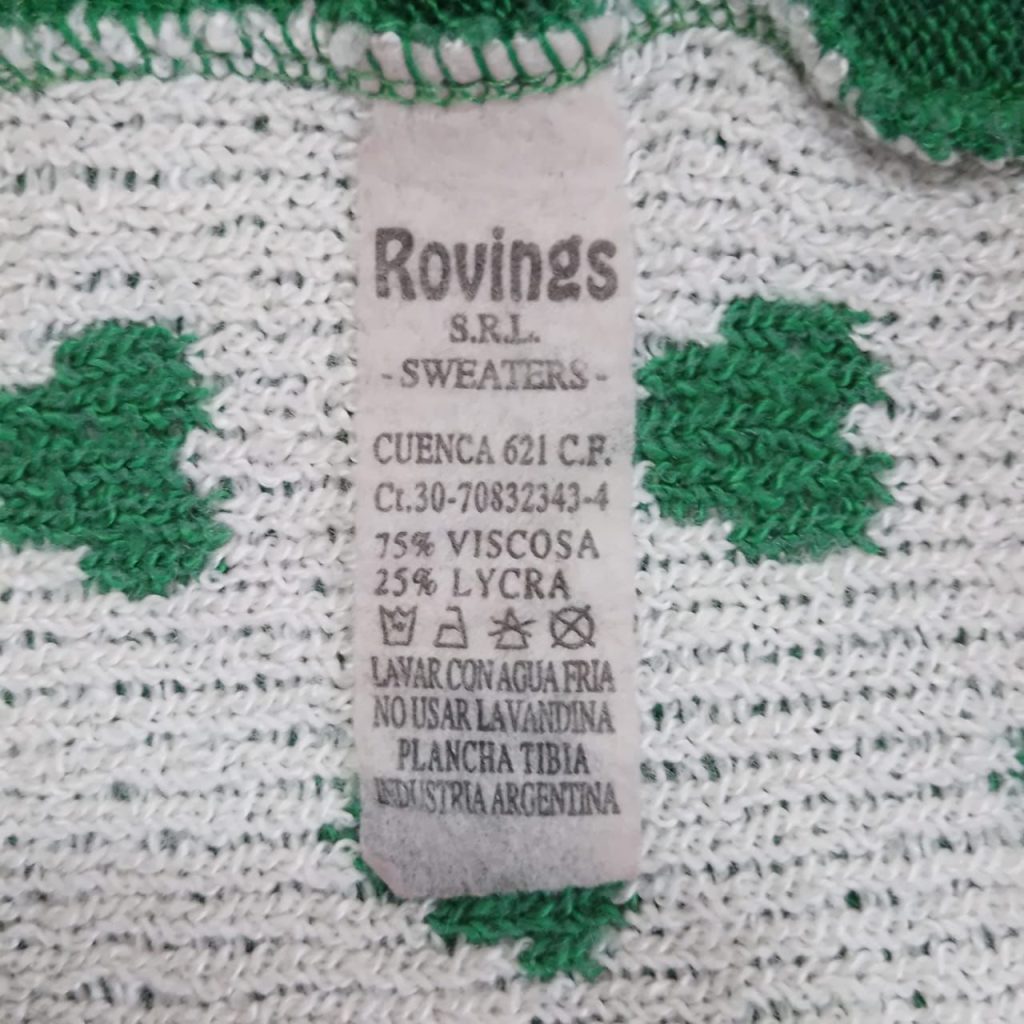 Rovings
S.R.L.
- SWEATERS -
CUENCA 621 C.F.
Ct.30-70832343-4
75% VISCOSA
25% LYCRA
LAVAR CON AGUA FRIA
NO USAR LAVANDINA
PLANCHA TIBIA
INDUSTRIA ARGENTINA